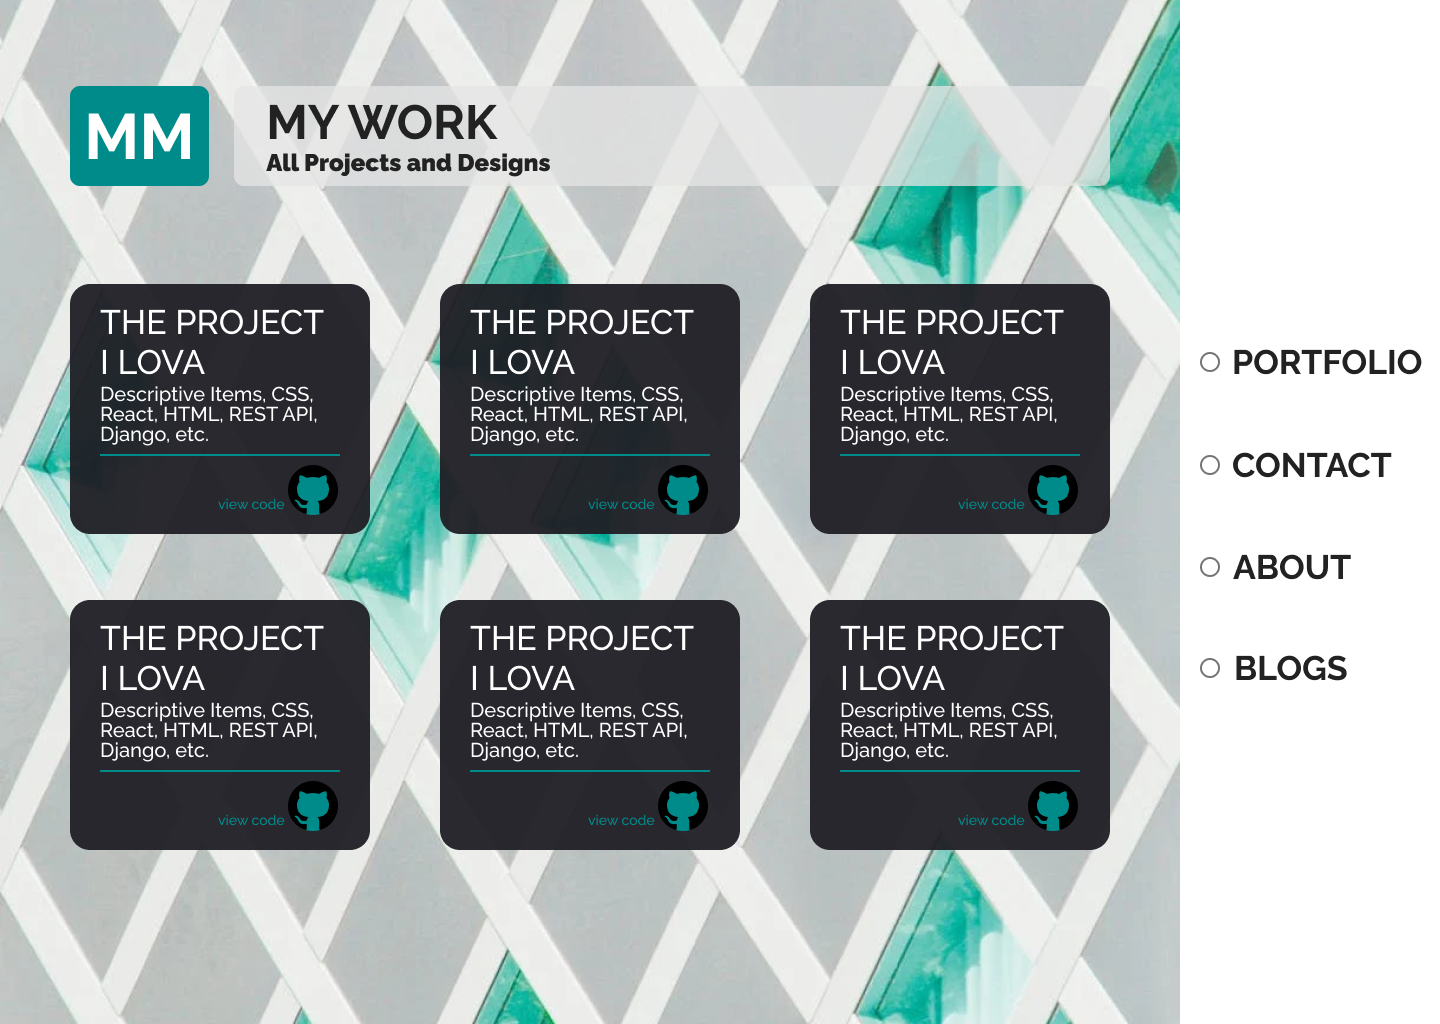 MM
MY WORK
All Projects and Designs
THE PROJECT
I LOVA
Descriptive Items, CSS,
React, HTML, REST API,
Django, etc.
view code
THE PROJECT
I LOVA
Descriptive Items, CSS,
React, HTML, REST API,
Django, etc.
view code
THE PROJECT
I LOVA
Descriptive Items, CSS,
React, HTML, REST API,
Django, etc.
view code
THE PROJECT
I LOVA
Descriptive Items, CSS,
React, HTML, REST API,
Django, etc.
view code
THE PROJECT
I LOVA
Descriptive Items, CSS,
React, HTML, REST API,
Django, etc.
view code
THE PROJECT
I LOVA
Descriptive Items, CSS,
React, HTML, REST API,
Django, etc.
view code
PORTFOLIO
CONTACT
ABOUT
BLOGS